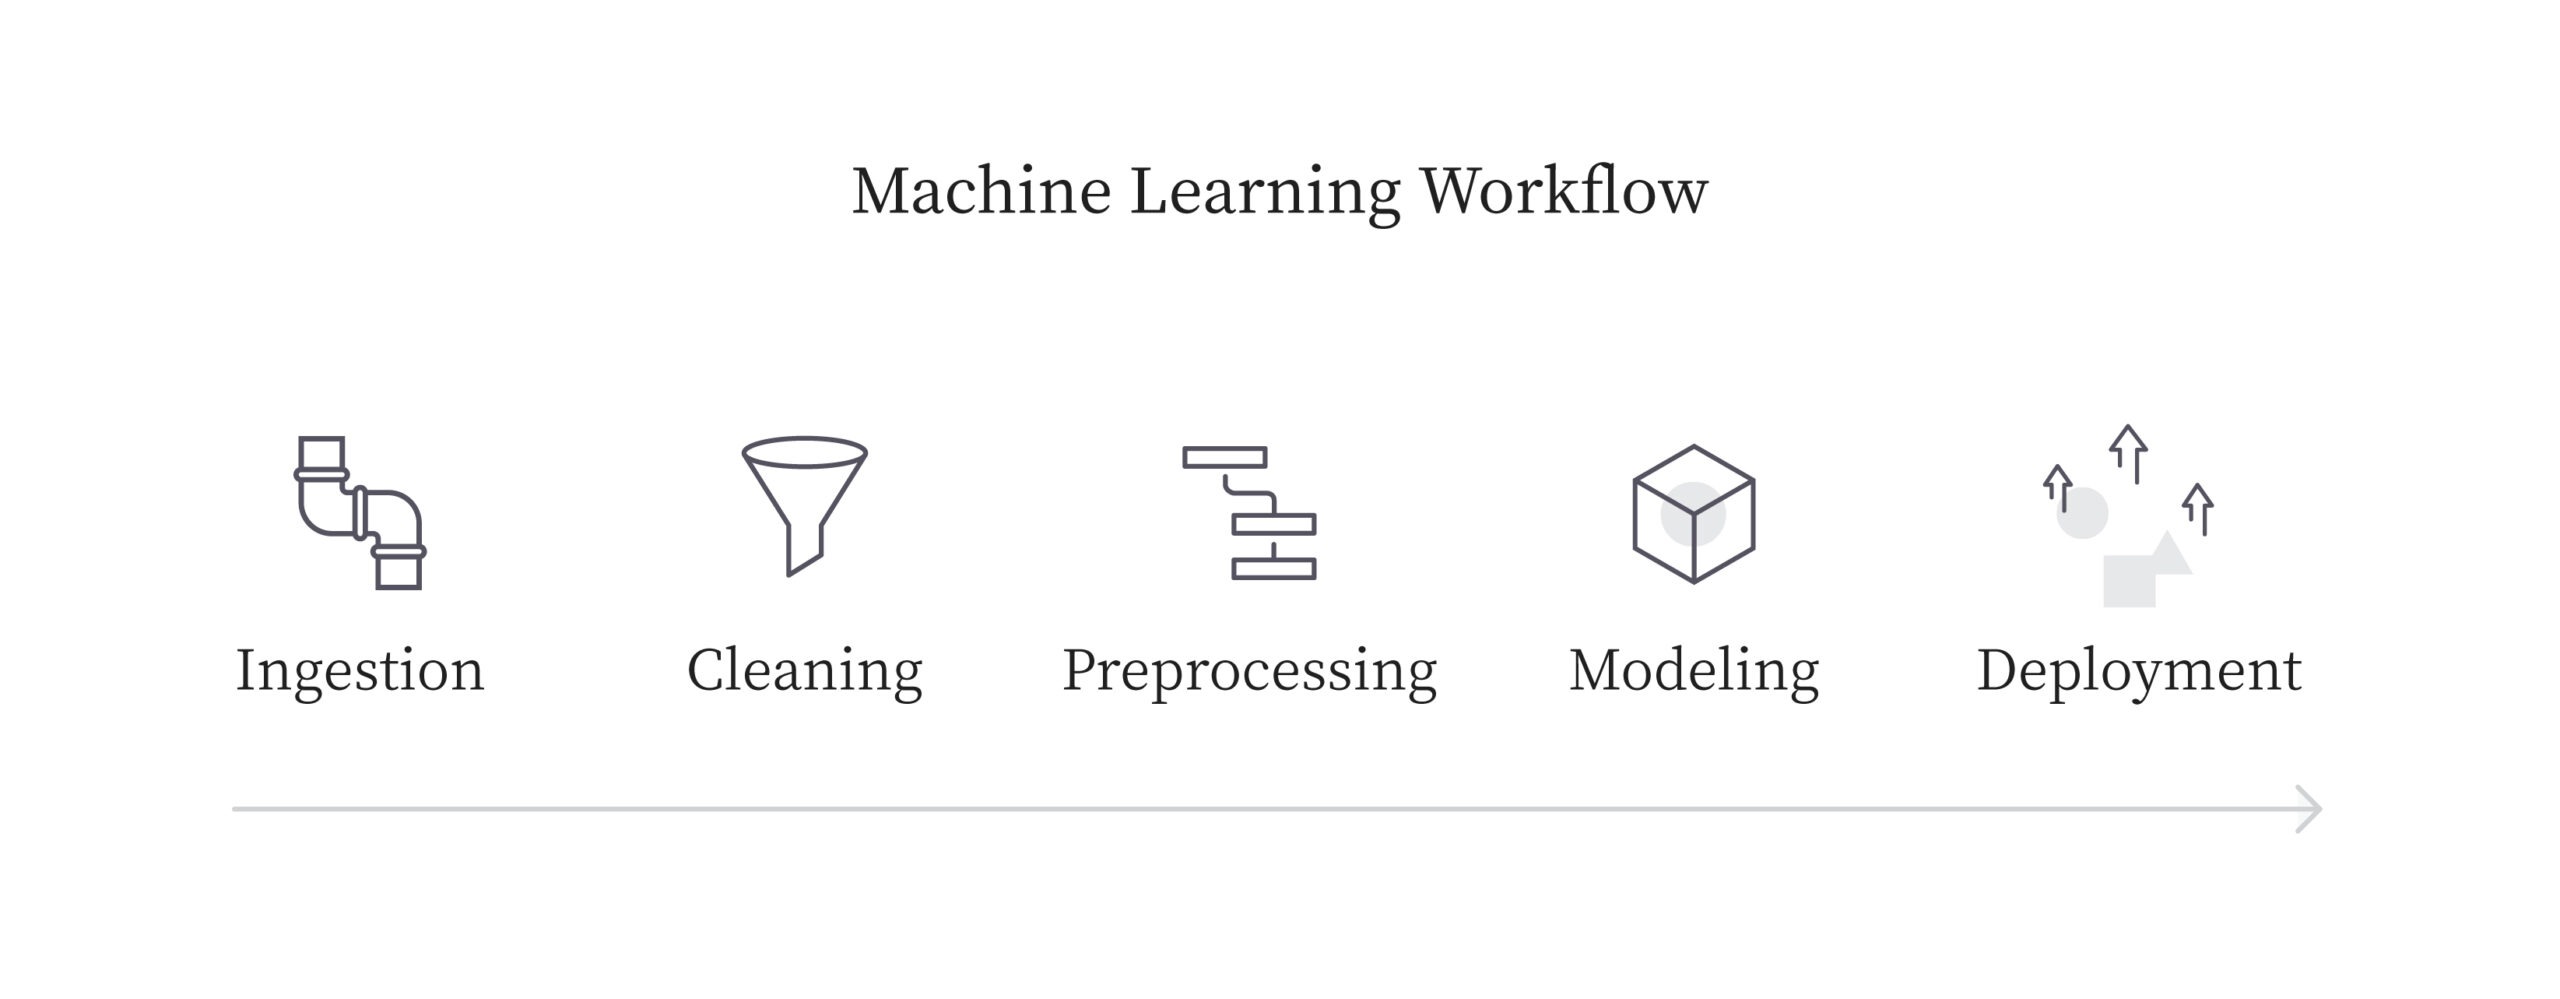 Machine Learning Workflow
Ingestion
Cleaning
Preprocessing
Modeling
Deployment